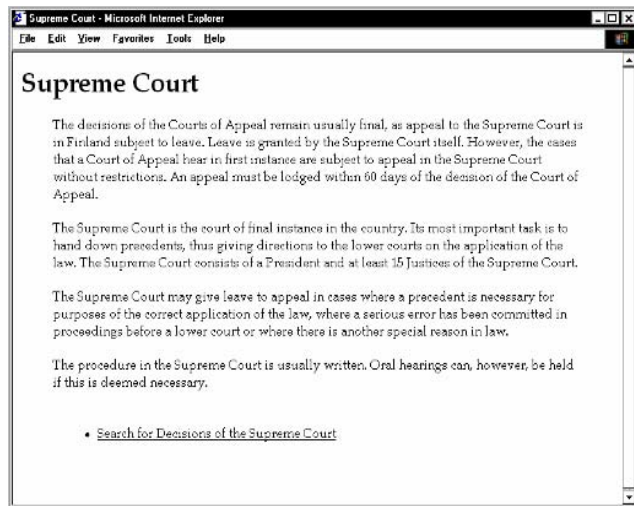 Supreme Court - Microsoft Internet Explorer
File Edit View Favorites Tools Help
Supreme Court
The decisions of the Courts of Appeal remain usually final, as appeal to the Supreme Court is
in Finland subject to leave. Leave is granted by the Supreme Court itself. However, the cases
that a Court of Appeal hear in first instance are subject to appeal in the Supreme Court
without restrictions. An appeal must be lodged within 60 days of the decision of the Court of
Appeal.
The Supreme Court is the court of final instance in the country. Its most important task is to
hand down precedents, thus giving directions to the lower courts on the application of the
law. The Supreme Court consists of a President and at least 15 Justices of the Supreme Court.
The Supreme Court may give leave to appeal in cases where a precedent is necessary for
purposes of the correct application of the law, where a serious error has been committed in
proceedings before a lower court or where there is another special reason in law.
The procedure in the Supreme Court is usually written. Oral hearings can, however, be held
if this is deemed necessary.
• Search for Decisions of the Supreme Court